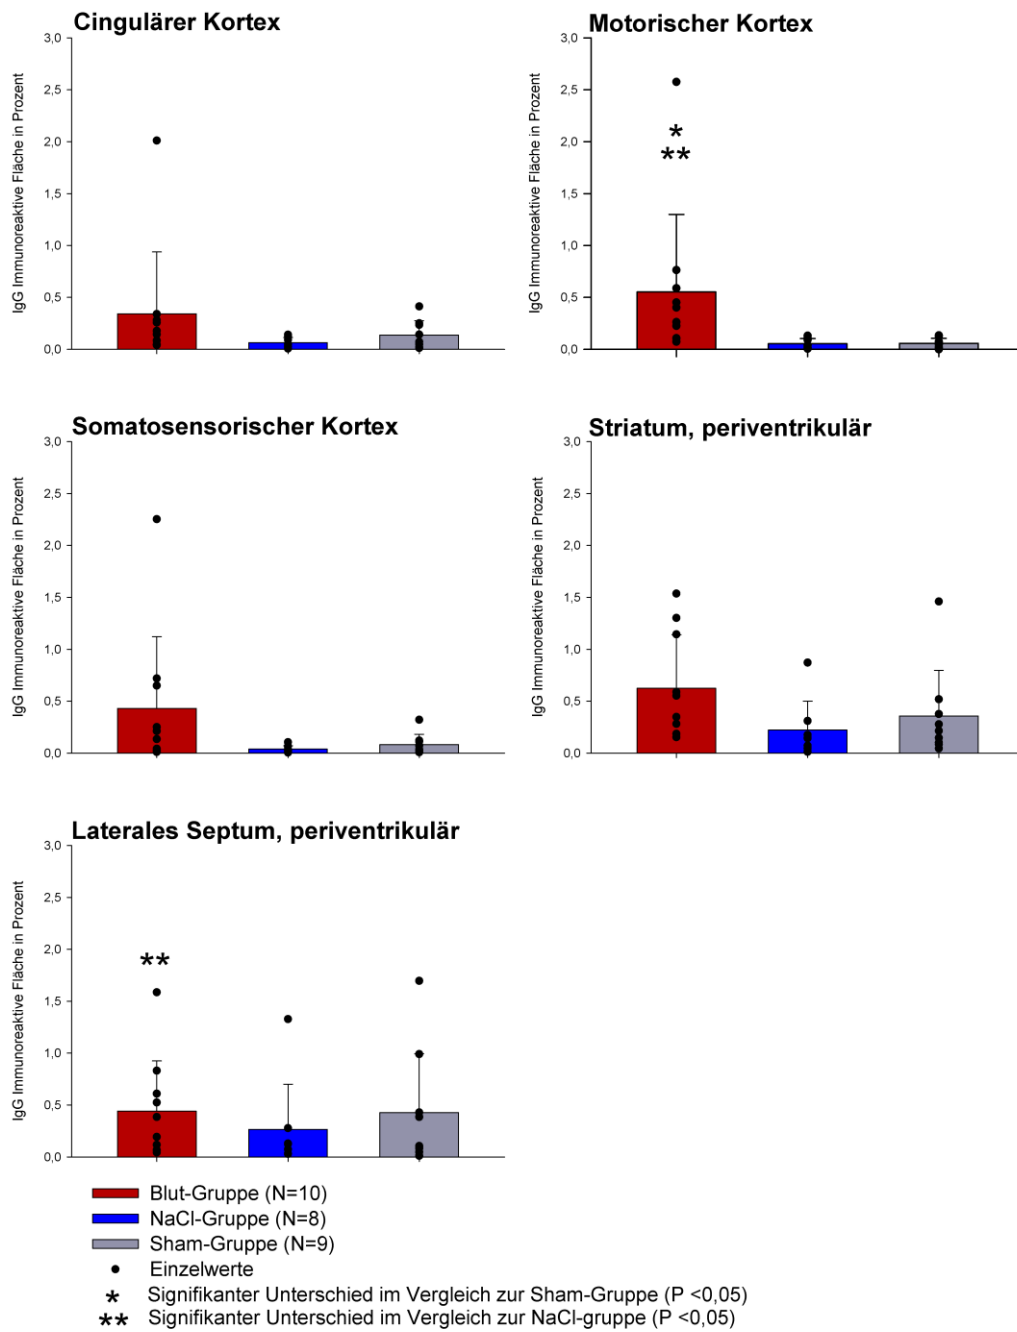 Cingulärer Kortex
IgG Immunoreaktive Fläche in Prozent
3,0
2,5
2,0
1,5
1,0
0,5
0,0
Motorischer Kortex
IgG Immunoreaktive Fläche in Prozent
3,0
2,5
2,0
1,5
1,0
0,5
0,0
*
**
Somatosensorischer Kortex
IgG Immunoreaktive Fläche in Prozent
3,0
2,5
2,0
1,5
1,0
0,5
0,0
Striatum, periventrikulär
IgG Immunoreaktive Fläche in Prozent
3,0
2,5
2,0
1,5
1,0
0,5
0,0
Laterales Septum, periventrikulär
IgG Immunoreaktive Fläche in Prozent
3,0
2,5
2,0
1,5
1,0
0,5
0,0
**
Blut-Gruppe (N=10)
NaCl-Gruppe (N=8)
Sham-Gruppe (N=9)
Einzelwerte
* Signifikanter Unterschied im Vergleich zur Sham-Gruppe (P <0,05)
** Signifikanter Unterschied im Vergleich zur NaCl-gruppe (P <0,05)